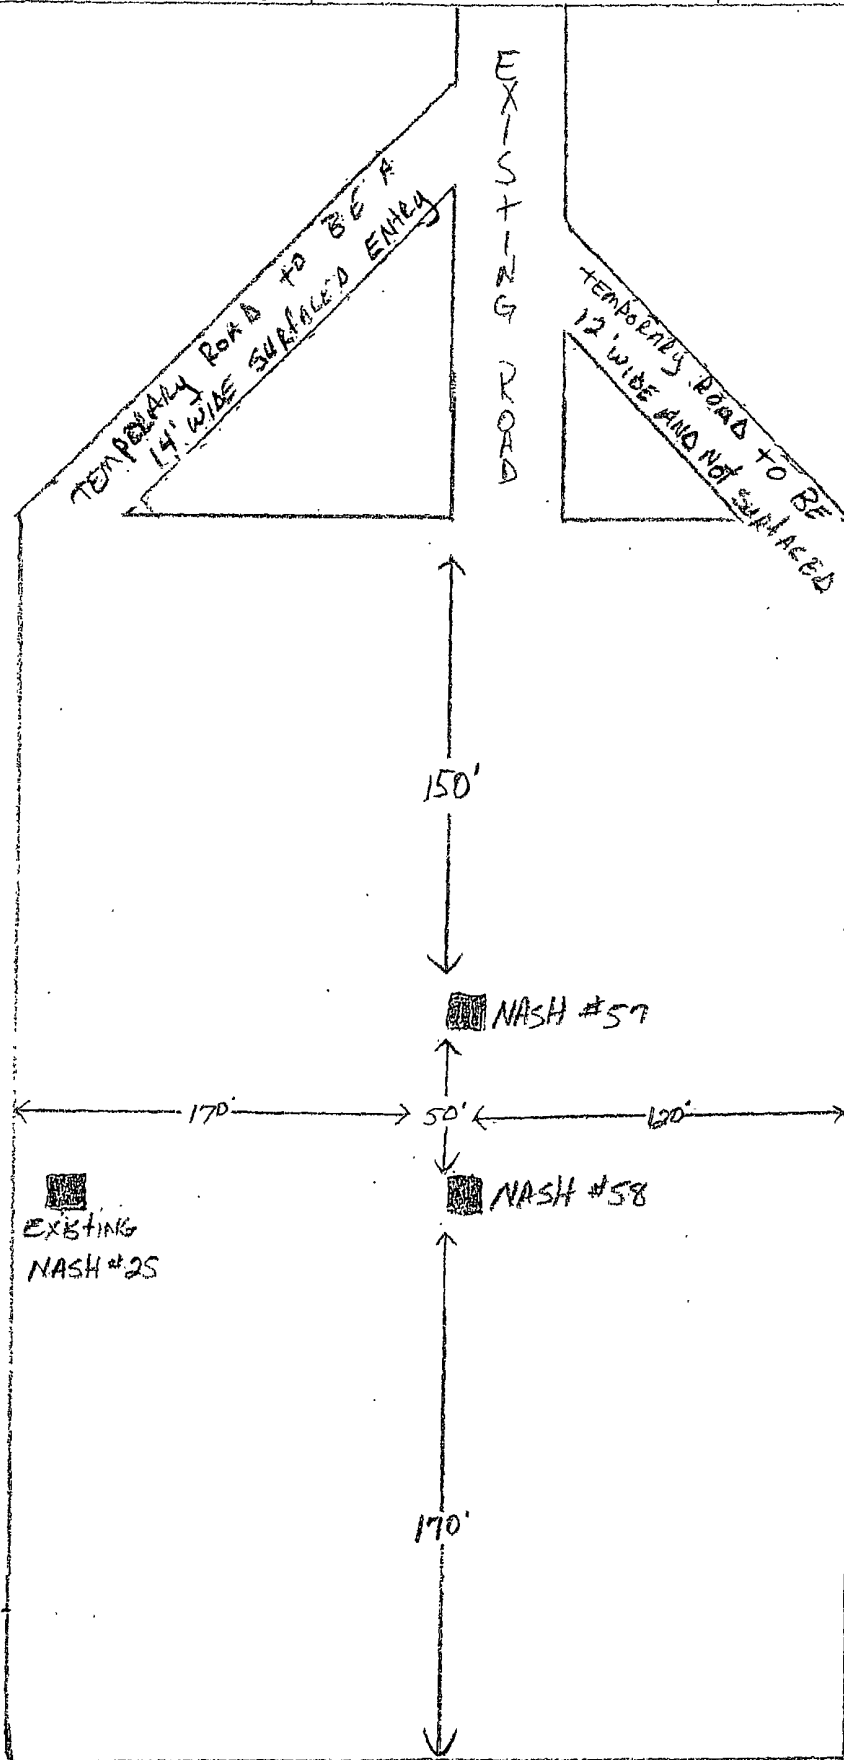 EXISTING ROAD
TEMPORARY ROAD TO BE A
14' WIDE SURFACED ENTRY
TEMPORARY ROAD TO BE
12' WIDE AND NOT SURFACED
150'
NASH #57
170'
50'
120'
NASH #58
EXISTING
NASH #25
170'